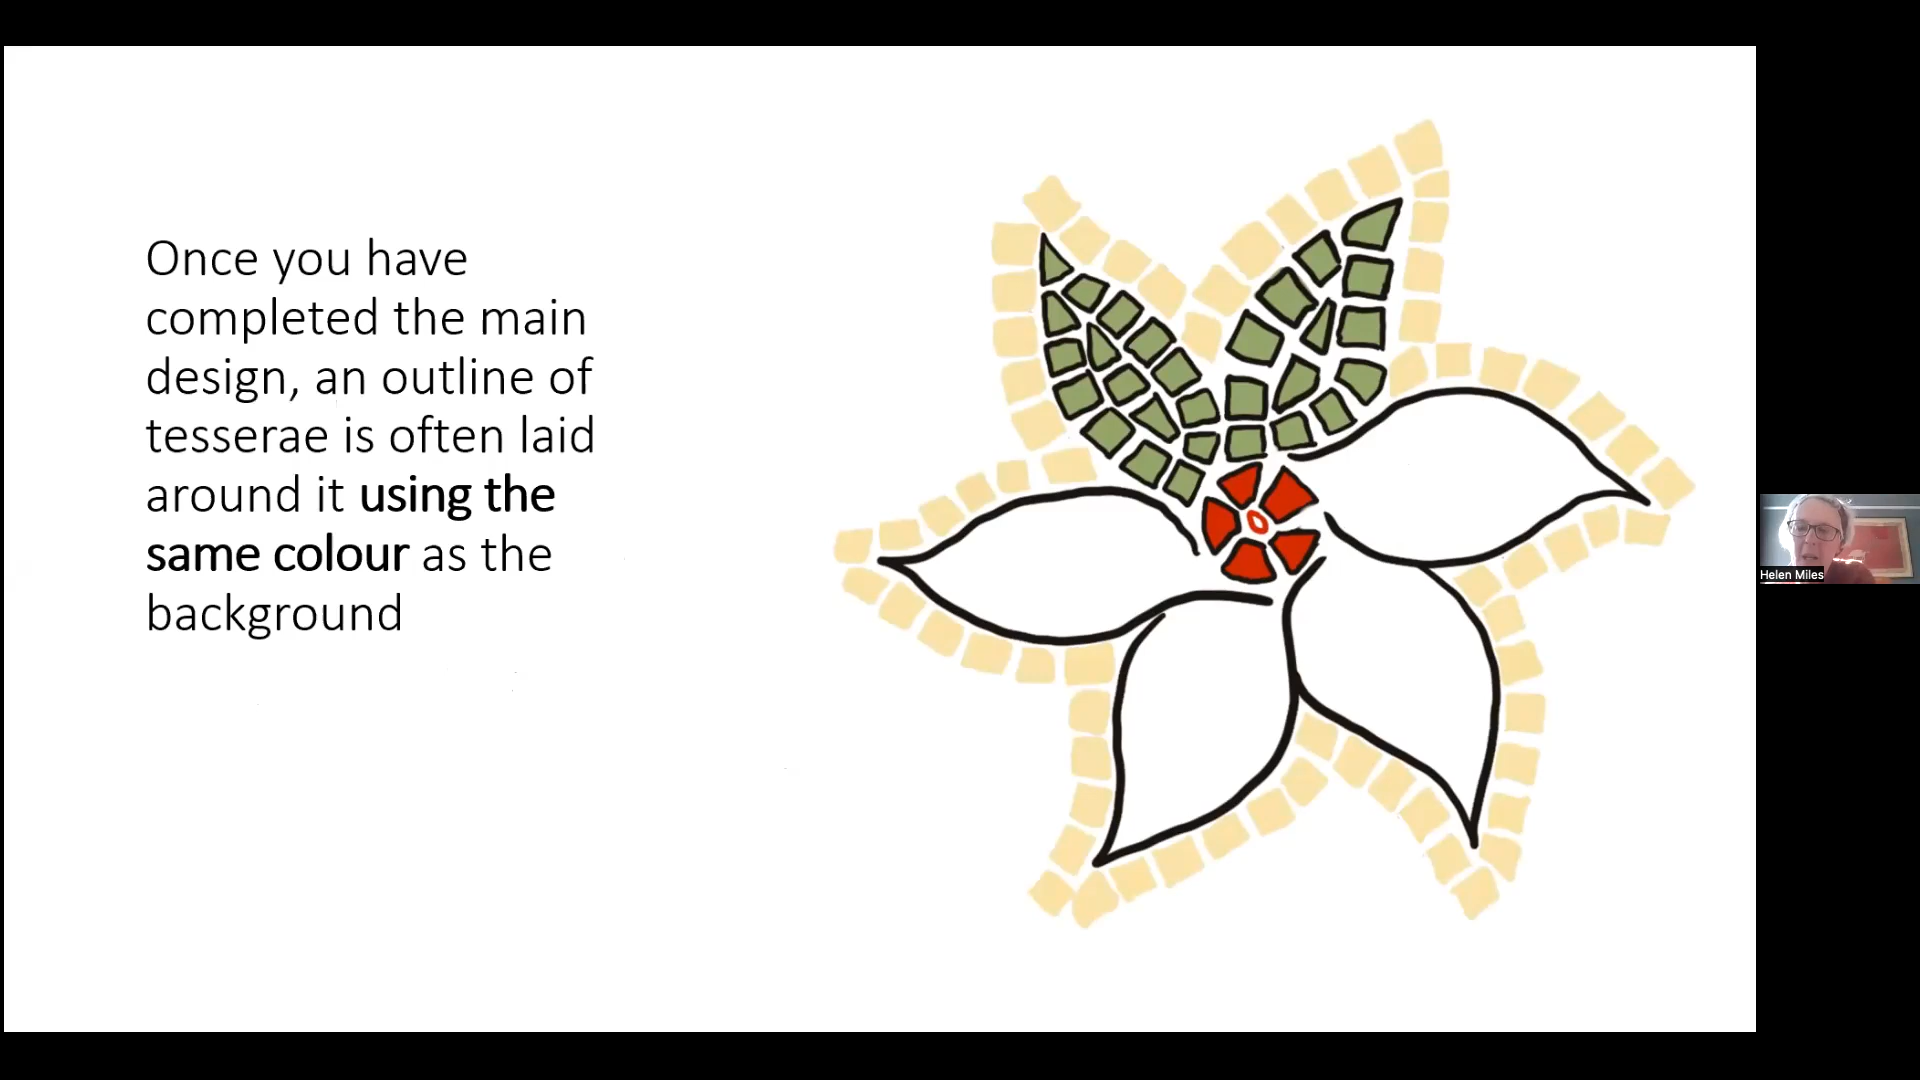 Once you have
completed the main
design, an outline of
tesserae is often laid
around it using the
same colour as the
background
Helen Miles